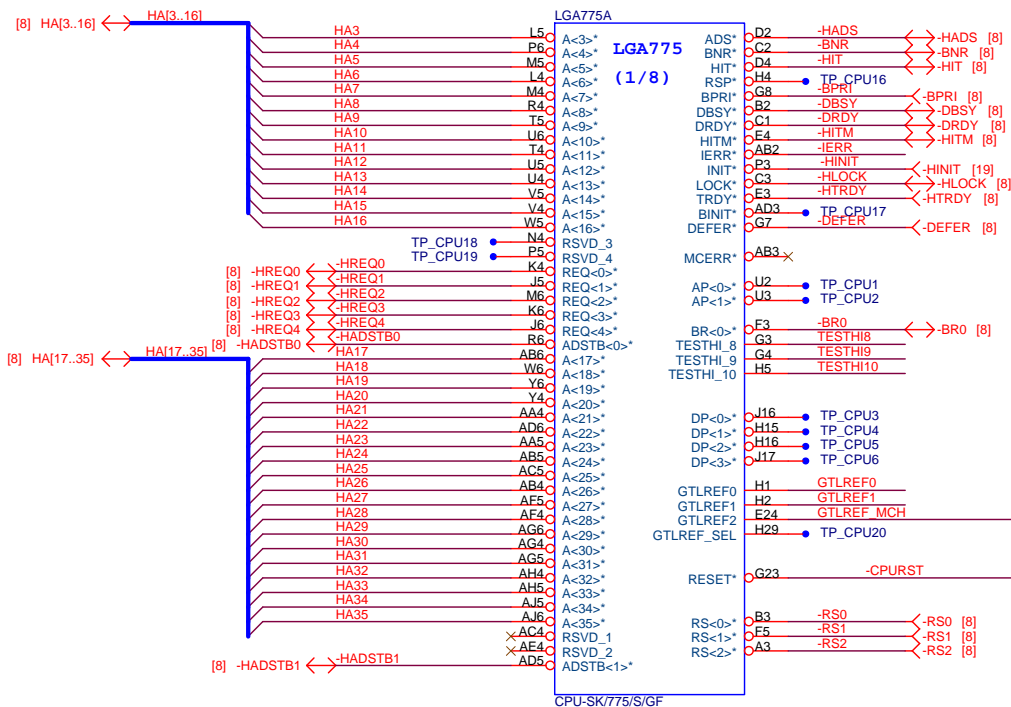 LGA775A
LGA775
(1/8)
[8] HA[3..16]
HA3 L5 A<3>*
HA4 P6 A<4>*
HA5 M5 A<5>*
HA6 L4 A<6>*
HA7 M4 A<7>*
HA8 R4 A<8>*
HA9 T5 A<9>*
HA10 U6 A<10>*
HA11 T4 A<11>*
HA12 U5 A<12>*
HA13 U4 A<13>*
HA14 V5 A<14>*
HA15 V4 A<15>*
HA16 W5 A<16>*
TP_CPU18 N4 RSVD_3
TP_CPU19 P5 RSVD_4
[8] -HREQ0 -HREQ0 K4 REQ<0>*
[8] -HREQ1 -HREQ1 J5 REQ<1>*
[8] -HREQ2 -HREQ2 M6 REQ<2>*
[8] -HREQ3 -HREQ3 K6 REQ<3>*
[8] -HREQ4 -HREQ4 J6 REQ<4>*
[8] -HADSTB0 -HADSTB0 R6 ADSTB<0>*
[8] HA[17..35] HA[17..35]
HA17 AB6 A<17>*
HA18 W6 A<18>*
HA19 Y6 A<19>*
HA20 Y4 A<20>*
HA21 AA4 A<21>*
HA22 AD6 A<22>*
HA23 AA5 A<23>*
HA24 AB5 A<24>*
HA25 AC5 A<25>*
HA26 AB4 A<26>*
HA27 AF5 A<27>*
HA28 AF4 A<28>*
HA29 AG6 A<29>*
HA30 AG4 A<30>*
HA31 AG5 A<31>*
HA32 AH4 A<32>*
HA33 AH5 A<33>*
HA34 AJ5 A<34>*
HA35 AJ6 A<35>*
AC4 RSVD_1
AE4 RSVD_2
[8] -HADSTB1 -HADSTB1 AD5 ADSTB<1>*
ADS* D2 -HADS -HADS [8]
BNR* C2 -BNR -BNR [8]
HIT* D4 -HIT -HIT [8]
RSP* H4 TP_CPU16
BPRI* G8 -BPRI -BPRI [8]
DBSY* B2 -DBSY -DBSY [8]
DRDY* C1 -DRDY -DRDY [8]
HITM* E4 -HITM -HITM [8]
IERR* AB2 -IERR
INIT* P3 -HINIT -HINIT [19]
LOCK* C3 -HLOCK -HLOCK [8]
TRDY* E3 -HTRDY -HTRDY [8]
BINIT* AD3 TP_CPU17
DEFER* G7 -DEFER -DEFER [8]
MCERR* AB3
AP<0>* U2 TP_CPU1
AP<1>* U3 TP_CPU2
BR<0>* F3 -BR0 -BR0 [8]
TESTHI_8 G3 TESTHI8
TESTHI_9 G4 TESTHI9
TESTHI_10 H5 TESTHI10
DP<0>* J16 TP_CPU3
DP<1>* H15 TP_CPU4
DP<2>* H16 TP_CPU5
DP<3>* J17 TP_CPU6
GTLREF0 H1 GTLREF0
GTLREF1 H2 GTLREF1
GTLREF2 E24 GTLREF_MCH
GTLREF_SEL H29 TP_CPU20
RESET* G23 -CPURST
RS<0>* B3 -RS0 -RS0 [8]
RS<1>* F5 -RS1 -RS1 [8]
RS<2>* A3 -RS2 -RS2 [8]
CPU-SK/775/S/GF